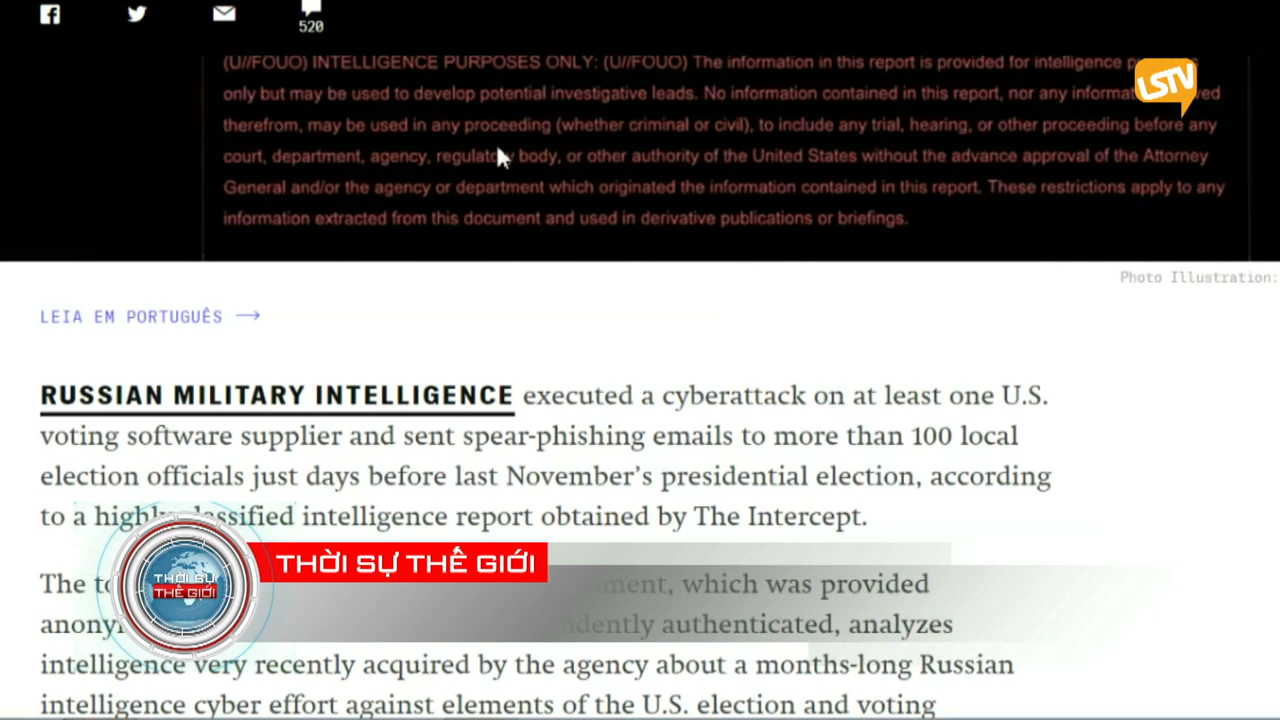 520
(U//FOUO) INTELLIGENCE PURPOSES ONLY: (U//FOUO) The information in this report is provided for intelligence
LSTV
only but may be used to develop potential investigative leads. No information contained in this report, nor any
therefrom, may be used in any proceeding (whether criminal or civil), to include any trial, hearing, or other proceeding before any
court, department, agency, regulatory body, or other authority of the United States without the advance approval of the Attorney
General and/or the agency or department which originated the information contained in this report. These restrictions apply to any
information extracted from this document and used in derivative publications or briefings.
Photo Illustration:
LEIA EM PORTUGUÊS →
RUSSIAN MILITARY INTELLIGENCE executed a cyberattack on at least one U.S.
voting software supplier and sent spear-phishing emails to more than 100 local
election officials just days before last November's presidential election, according
to a highly classified intelligence report obtained by The Intercept.
THỜI SỰ THẾ GIỚI
THỜI SỰ
THẾ GIỚI
The which was provided
authenticated, analyzes
intelligence very recently acquired by the agency about a months-long Russian
intelligence cyber effort against elements of the U.S. election and voting